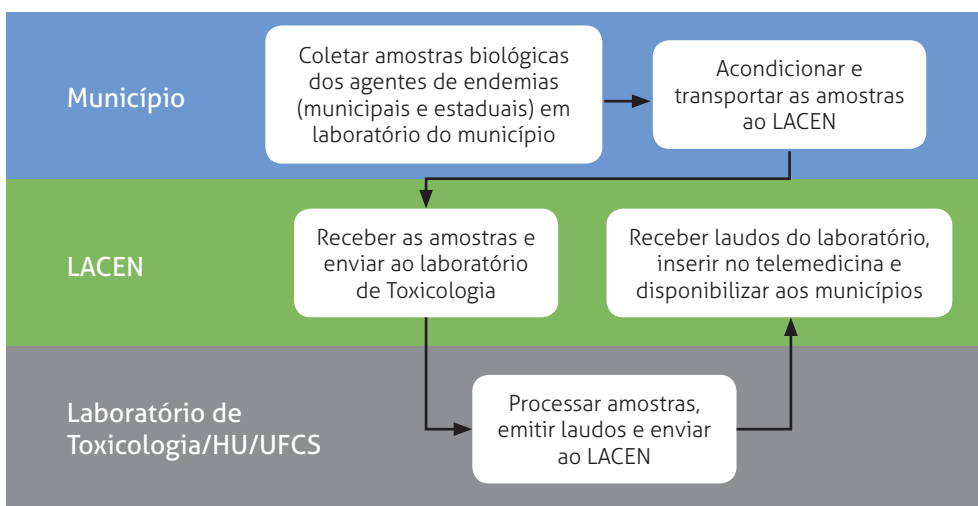 Município
Coletar amostras biológicas
dos agentes de endemias
(municipais e estaduais) em
laboratório do município
Acondicionar e
transportar as amostras
ao LACEN
LACEN
Receber as amostras e
enviar ao laboratório
de Toxicologia
Receber laudos do laboratório,
inserir no telemedicina e
disponibilizar aos municípios
Laboratório de
Toxicologia/HU/UFCS
Processar amostras,
emitir laudos e enviar
ao LACEN